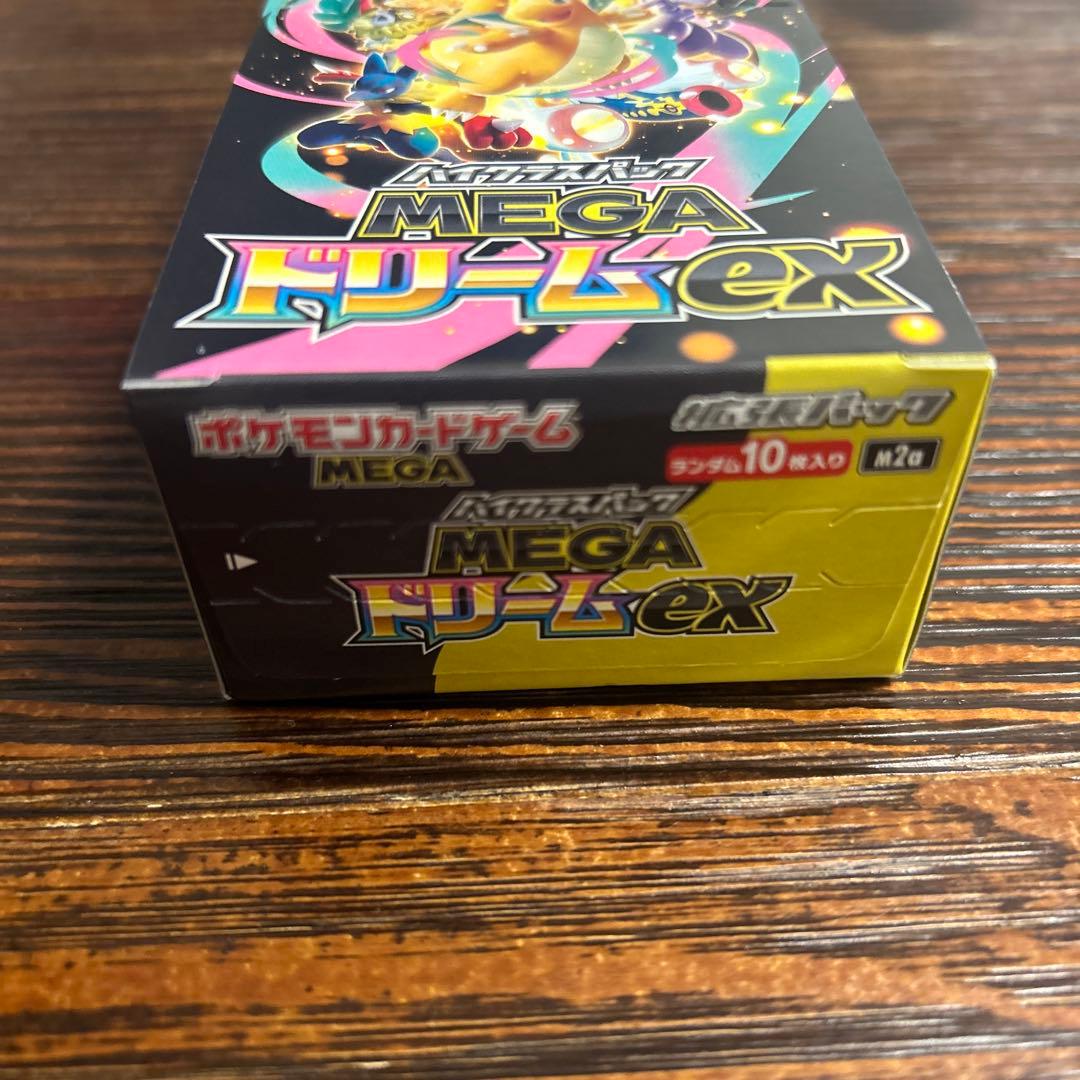 ハイクラスパック
MEGA
ドリームex
ポケモンカードゲーム
MEGA
拡張パック
ランダム10枚入り
M2a
ハイクラスパック
MEGA
ドリームex